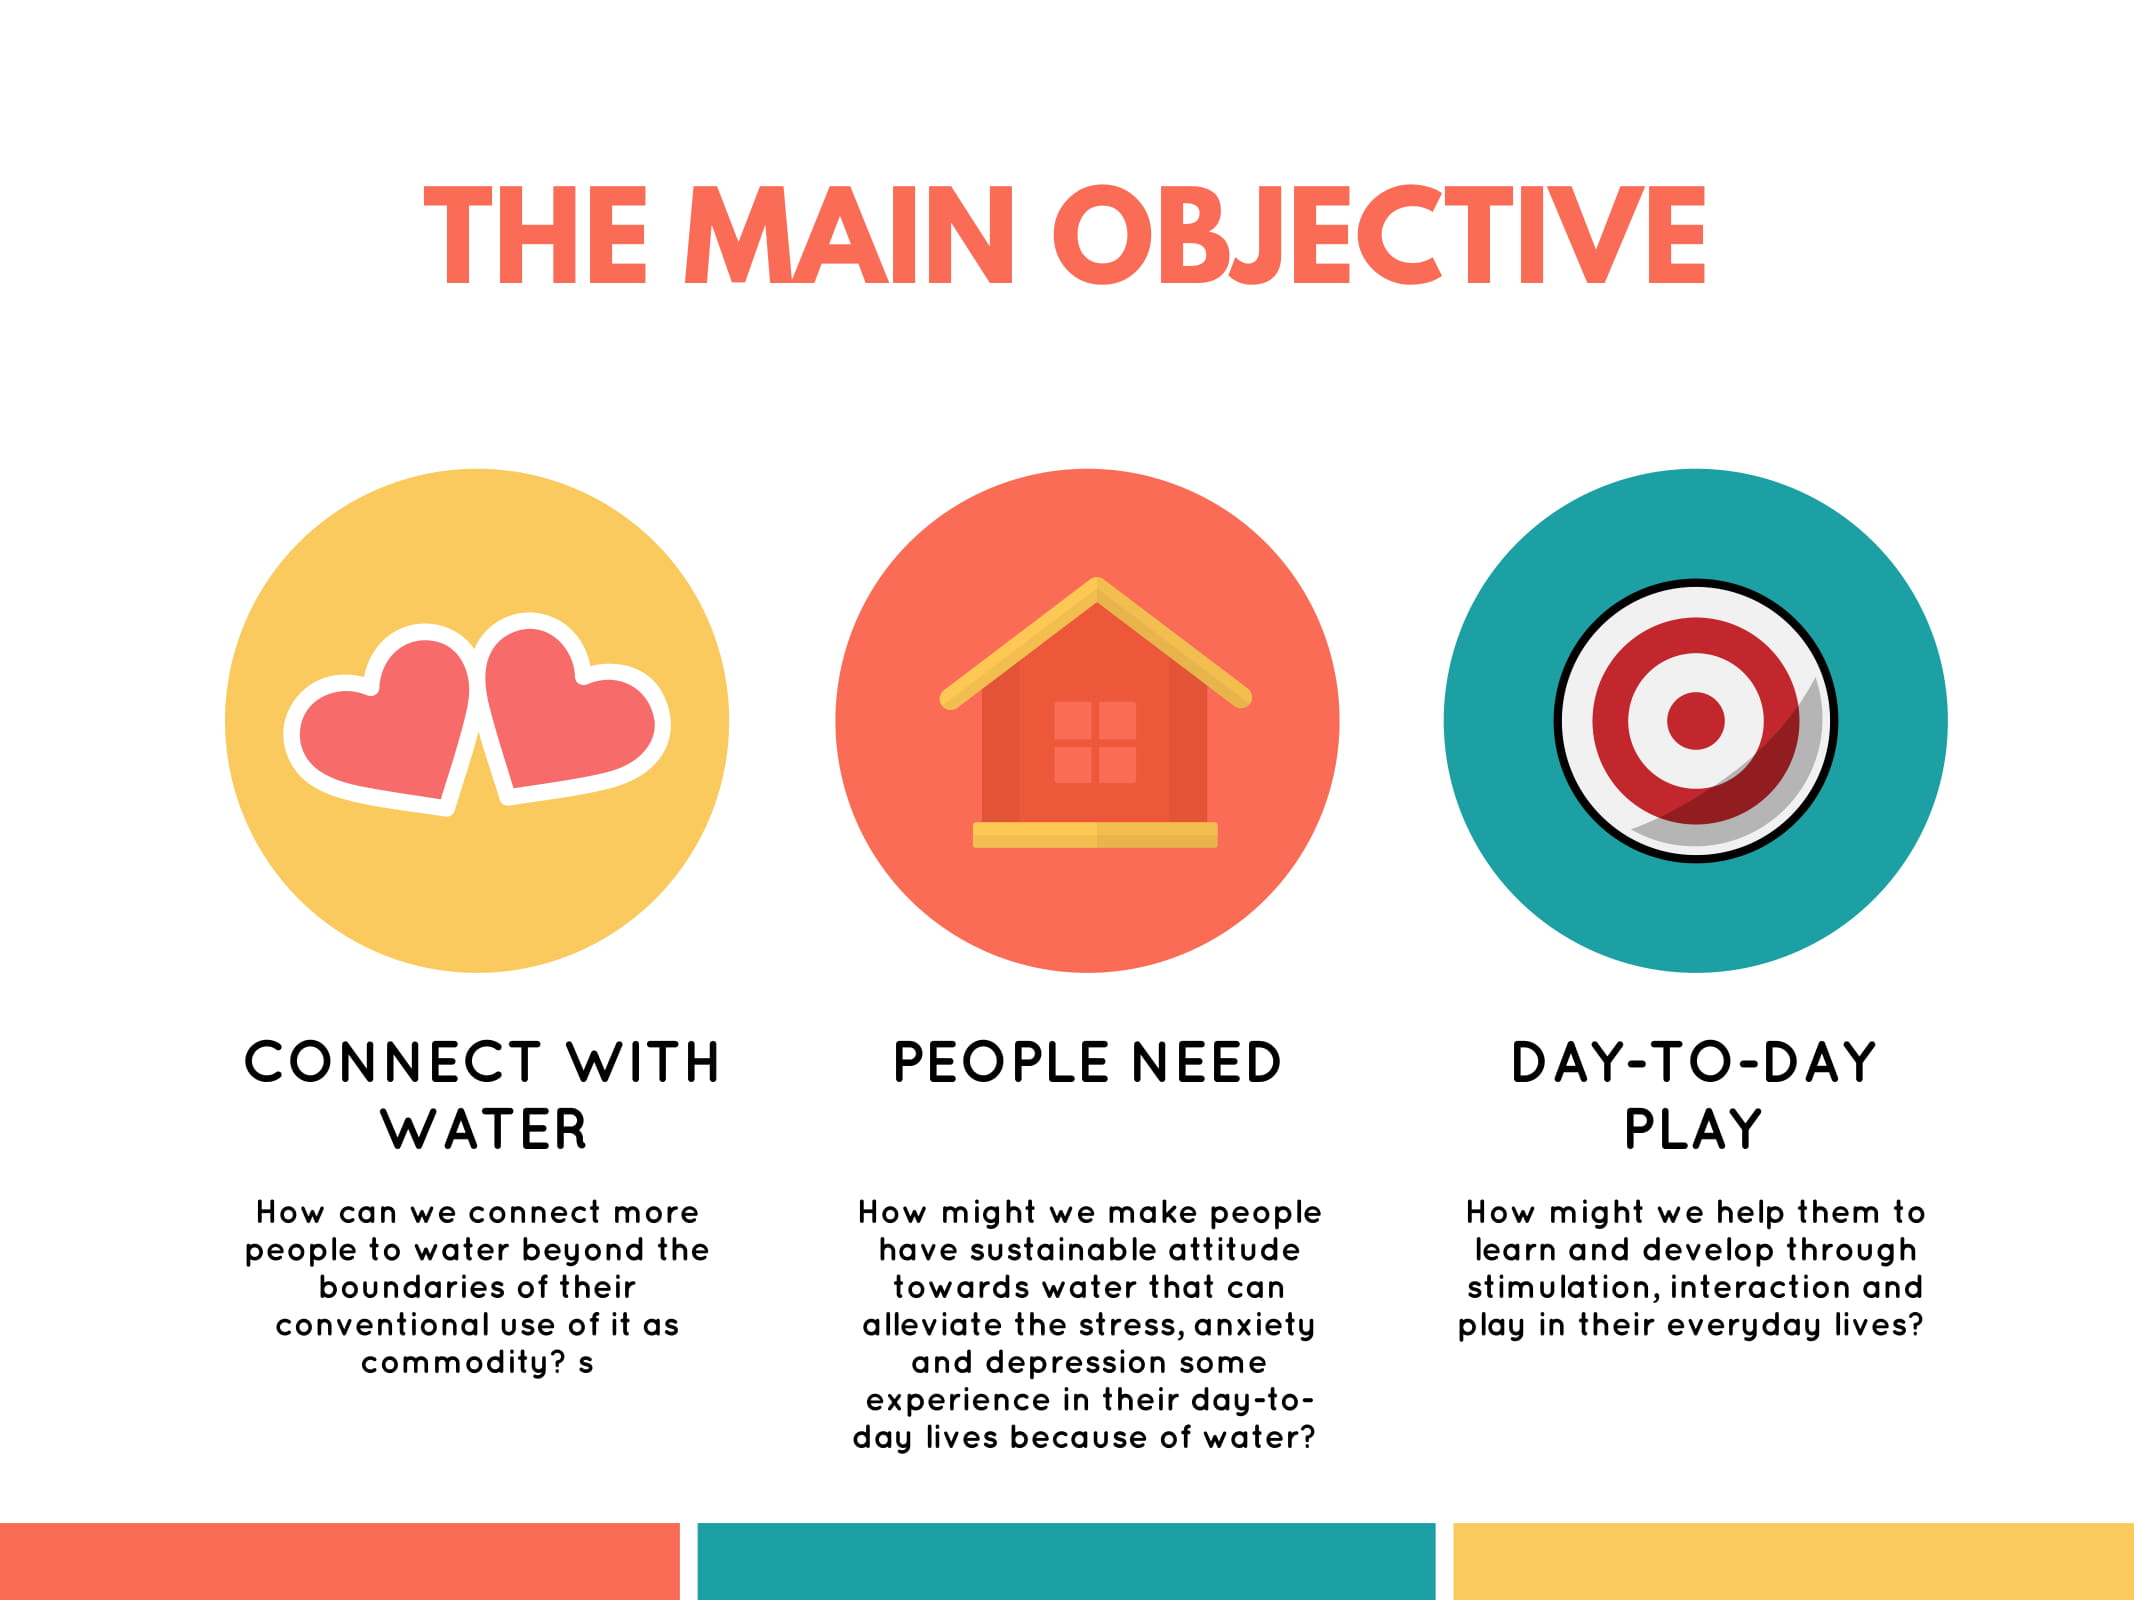 THE MAIN OBJECTIVE
CONNECT WITH
WATER
How can we connect more
people to water beyond the
boundaries of their
conventional use of it as
commodity? s
PEOPLE NEED
How might we make people
have sustainable attitude
towards water that can
alleviate the stress, anxiety
and depression some
experience in their day-to-
day lives because of water?
DAY-TO-DAY
PLAY
How might we help them to
learn and develop through
stimulation, interaction and
play in their everyday lives?